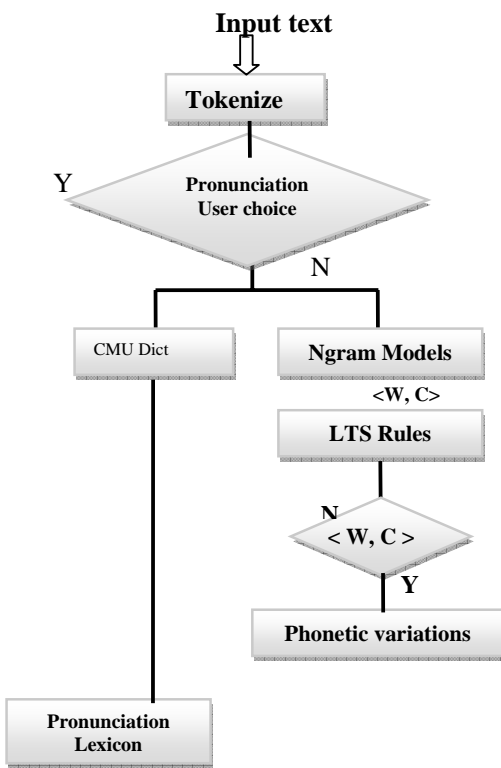 Input text
Tokenize
Y
Pronunciation
User choice
N
CMU Dict
Ngram Models
<W, C>
LTS Rules
N
< W, C >
Y
Phonetic variations
Pronunciation
Lexicon